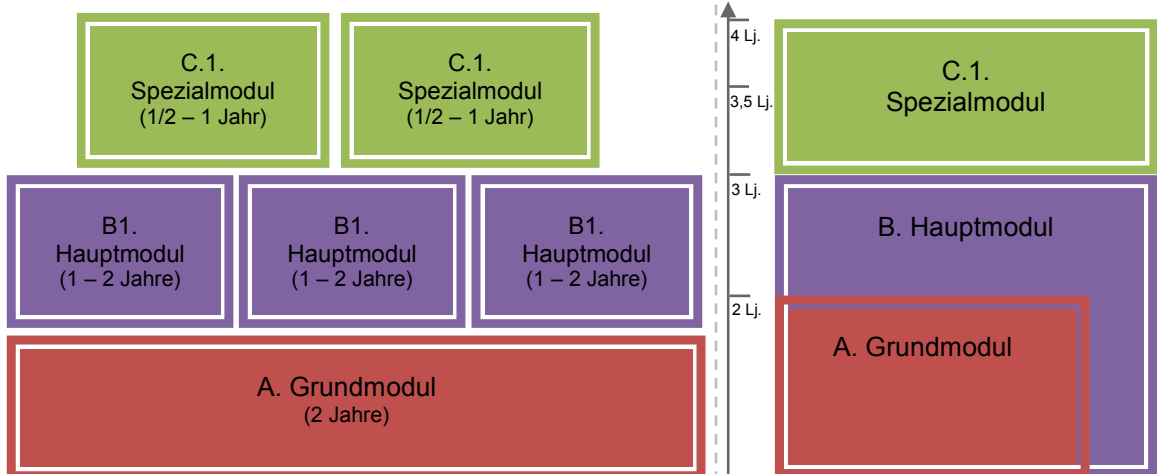 C.1.
Spezialmodul
(1/2 – 1 Jahr)
C.1.
Spezialmodul
(1/2 – 1 Jahr)
B1.
Hauptmodul
(1 – 2 Jahre)
B1.
Hauptmodul
(1 – 2 Jahre)
B1.
Hauptmodul
(1 – 2 Jahre)
A. Grundmodul
(2 Jahre)
4 Lj.
3,5 Lj.
3 Lj.
2 Lj.
C.1.
Spezialmodul
B. Hauptmodul
A. Grundmodul